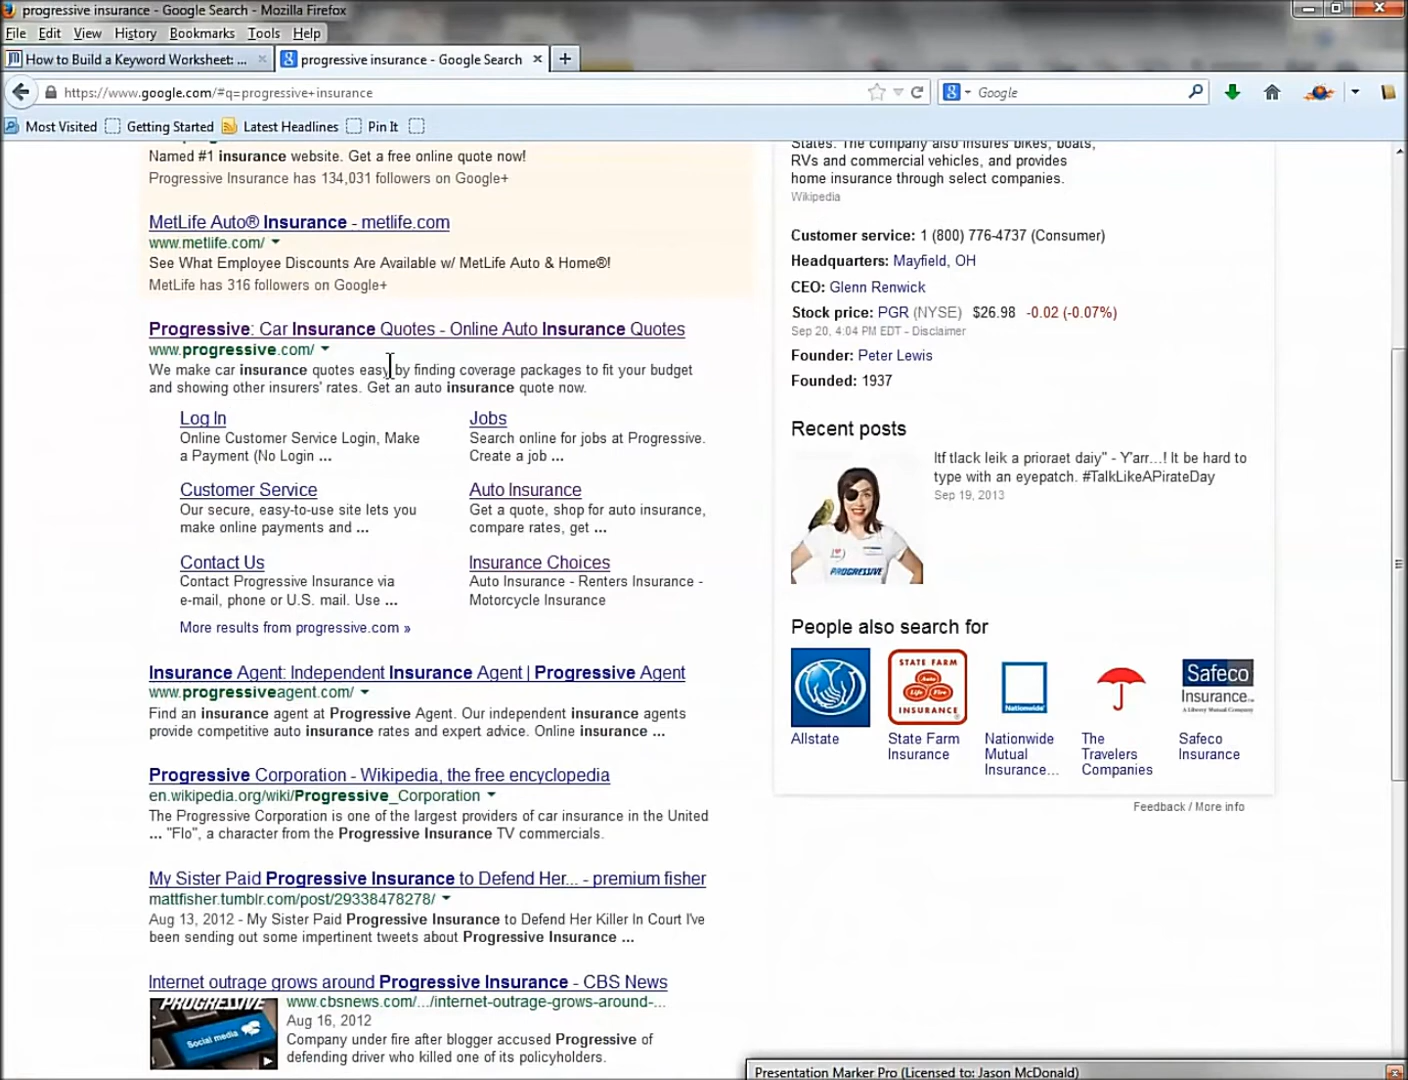 progressive insurance - Google Search - Mozilla Firefox
File Edit View History Bookmarks Tools Help
How to Build a Keyword Worksheet: ...
progressive insurance - Google Search
https://www.google.com/#q=progressive+insurance
Google
Most Visited Getting Started Latest Headlines Pin It
Named #1 insurance website. Get a free online quote now!
Progressive Insurance has 134,031 followers on Google+
MetLife Auto® Insurance - metlife.com
www.metlife.com/
See What Employee Discounts Are Available w/ MetLife Auto & Home®!
MetLife has 316 followers on Google+
Progressive: Car Insurance Quotes - Online Auto Insurance Quotes
www.progressive.com/
We make car insurance quotes easy by finding coverage packages to fit your budget
and showing other insurers' rates. Get an auto insurance quote now.
Log In
Online Customer Service Login, Make
a Payment (No Login ...
Jobs
Search online for jobs at Progressive.
Create a job ...
Customer Service
Our secure, easy-to-use site lets you
make online payments and ...
Auto Insurance
Get a quote, shop for auto insurance,
compare rates, get ...
Contact Us
Contact Progressive Insurance via
e-mail, phone or U.S. mail. Use ...
Insurance Choices
Auto Insurance - Renters Insurance -
Motorcycle Insurance
More results from progressive.com »
Insurance Agent: Independent Insurance Agent | Progressive Agent
www.progressiveagent.com/
Find an insurance agent at Progressive Agent. Our independent insurance agents
provide competitive auto insurance rates and expert advice. Online insurance ...
Progressive Corporation - Wikipedia, the free encyclopedia
en.wikipedia.org/wiki/Progressive_Corporation
The Progressive Corporation is one of the largest providers of car insurance in the United
... "Flo", a character from the Progressive Insurance TV commercials.
My Sister Paid Progressive Insurance to Defend Her... - premium fisher
mattfisher.tumblr.com/post/29338478278/
Aug 13, 2012 - My Sister Paid Progressive Insurance to Defend Her Killer In Court I've
been sending out some impertinent tweets about Progressive Insurance ...
Internet outrage grows around Progressive Insurance - CBS News
PROGRESSIVE
Social media
www.cbsnews.com/.../internet-outrage-grows-around-...
Aug 16, 2012
Company under fire after blogger accused Progressive of
defending driver who killed one of its policyholders.
States. The company also insures bikes, boats,
RVs and commercial vehicles, and provides
home insurance through select companies.
Wikipedia
Customer service: 1 (800) 776-4737 (Consumer)
Headquarters: Mayfield, OH
CEO: Glenn Renwick
Stock price: PGR (NYSE) $26.98 -0.02 (-0.07%)
Sep 20, 4:04 PM EDT - Disclaimer
Founder: Peter Lewis
Founded: 1937
Recent posts
Itf tlack leik a prioraet daiy" - Y'arr...! It be hard to
type with an eyepatch. #TalkLikeAPirateDay
Sep 19, 2013
PROGRESSIVE
People also search for
STATE FARM
Auto
Life Fire
INSURANCE
Nationwide
Safeco
Insurance™
A Liberty Mutual Company
Allstate
State Farm
Insurance
Nationwide
Mutual
Insurance...
The
Travelers
Companies
Safeco
Insurance
Feedback / More info
Presentation Marker Pro (Licensed to: Jason McDonald)